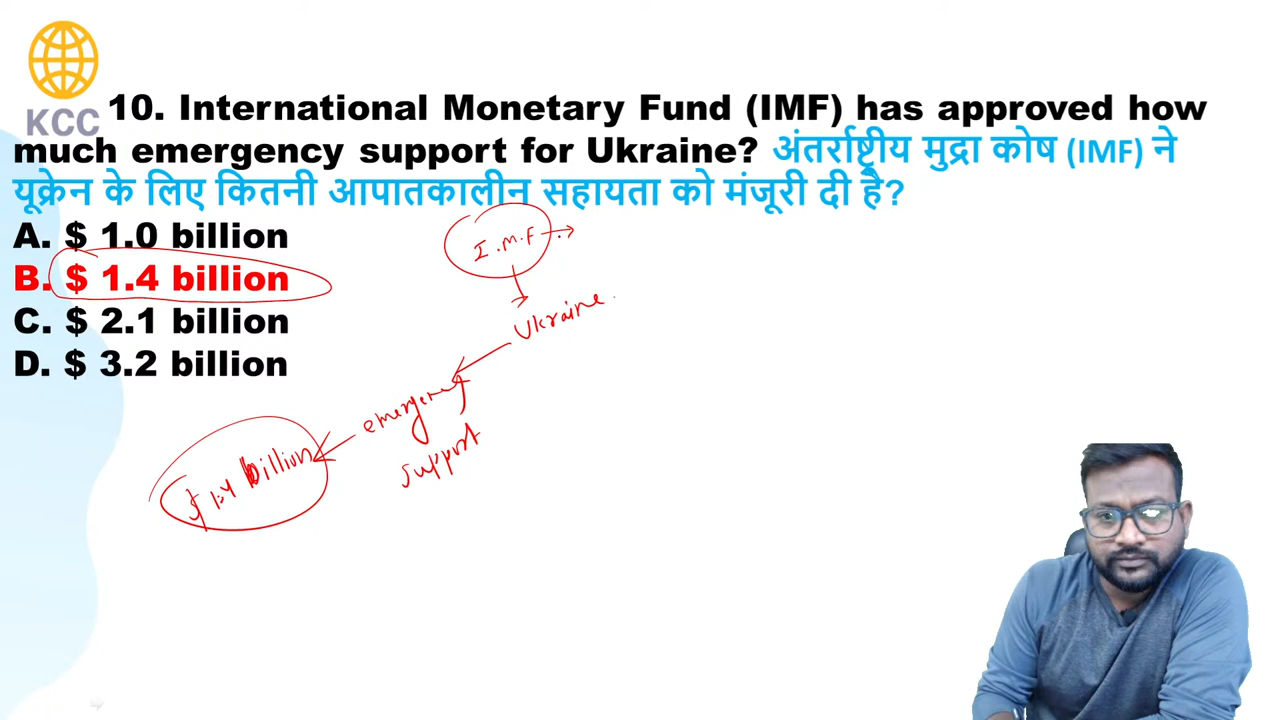 KCC
10. International Monetary Fund (IMF) has approved how
much emergency support for Ukraine? अंतर्राष्ट्रीय मुद्रा कोष (IMF) ने
यूक्रेन के लिए कितनी आपातकालीन सहायता को मंजूरी दी है?
A. $ 1.0 billion
B. $ 1.4 billion
C. $ 2.1 billion
D. $ 3.2 billion
I.M.F
Ukraine
emergency
support
$ 1.4 billion